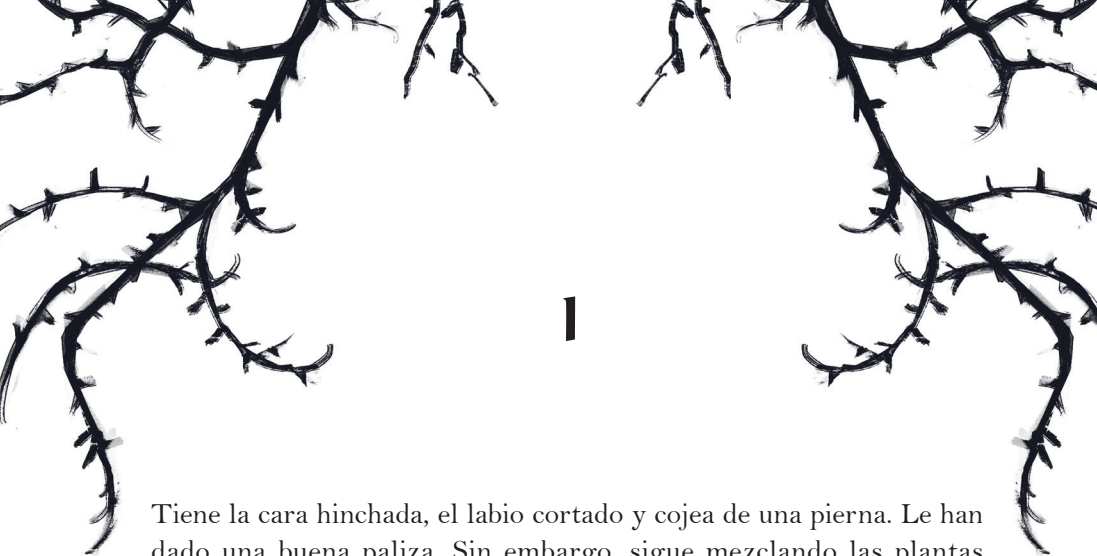 1
Tiene la cara hinchada, el labio cortado y cojea de una pierna. Le han
dado una buena paliza. Sin embargo, sigue mezclando las plantas